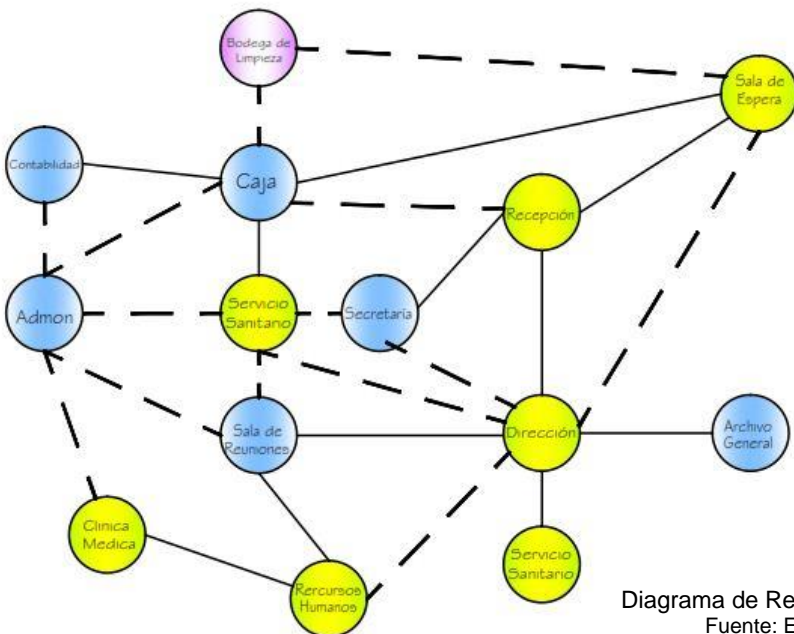 Bodega de
Limpieza
Sala de
Espera
Contabilidad
Caja
Recepción
Admon
Servicio
Sanitario
Secretaría
Sala de
Reuniones
Dirección
Archivo
General
Clinica
Medica
Rercursos
Humanos
Servicio
Sanitario
Diagrama de Re
Fuente: E